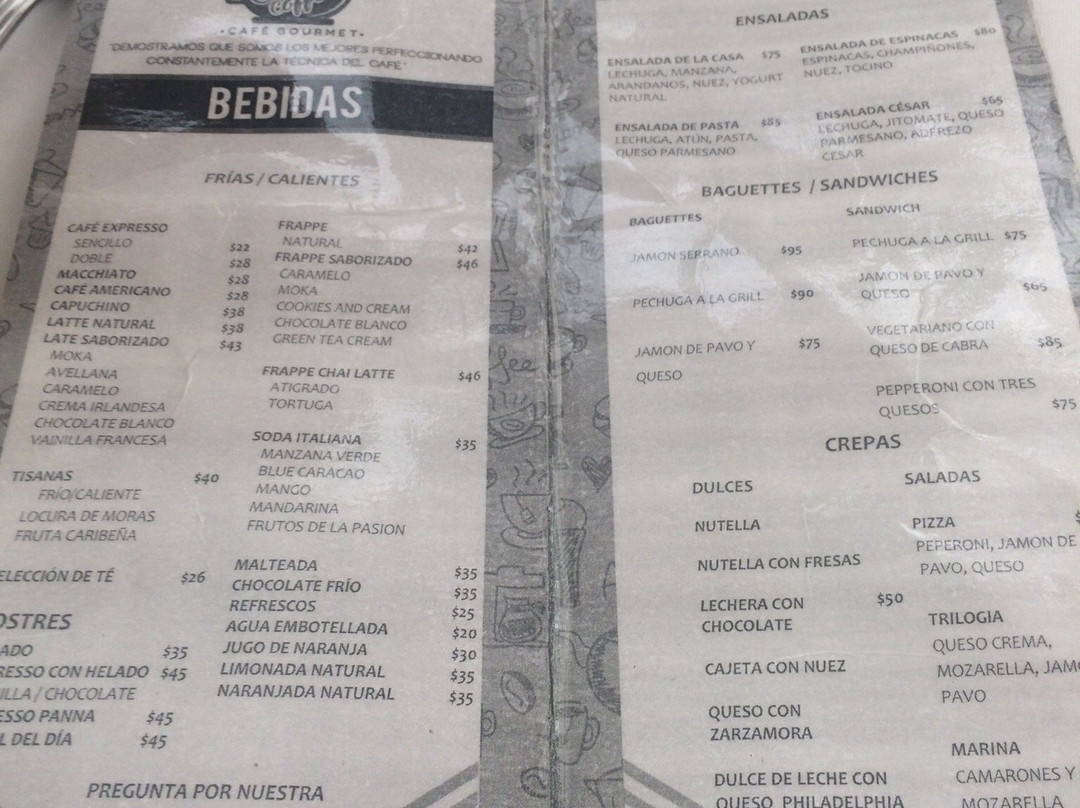 CAFÉ GOURMET
"DEMOSTRAMOS QUE SOMOS LOS MEJORES PERFECCIONANDO
CONSTANTEMENTE LA TÉCNICA DEL CAFÉ"
BEBIDAS
FRÍAS / CALIENTES
CAFÉ EXPRESSO
SENCILLO $22
DOBLE $28
MACCHIATO $28
CAFÉ AMERICANO $28
CAPUCHINO $38
LATTE NATURAL $38
LATE SABORIZADO $43
MOKA
AVELLANA
CARAMELO
CREMA IRLANDESA
CHOCOLATE BLANCO
VAINILLA FRANCESA
TISANAS $40
FRÍO/CALIENTE
LOCURA DE MORAS
FRUTA CARIBEÑA
ELECCIÓN DE TÉ $26
OSTRES
ADO $35
RESSO CON HELADO $45
ILLA / CHOCOLATE
ESSO PANNA $45
L DEL DÍA $45
FRAPPE
NATURAL $42
FRAPPE SABORIZADO $46
CARAMELO
MOKA
COOKIES AND CREAM
CHOCOLATE BLANCO
GREEN TEA CREAM
FRAPPE CHAI LATTE $46
ATIGRADO
TORTUGA
SODA ITALIANA $35
MANZANA VERDE
BLUE CARACAO
MANGO
MANDARINA
FRUTOS DE LA PASION
MALTEADA $35
CHOCOLATE FRÍO $35
REFRESCOS $25
AGUA EMBOTELLADA $20
JUGO DE NARANJA $30
LIMONADA NATURAL $35
NARANJADA NATURAL $35
PREGUNTA POR NUESTRA
ENSALADAS
ENSALADA DE LA CASA $75
LECHUGA, MANZANA,
ARANDANOS, NUEZ, YOGURT
NATURAL
ENSALADA DE ESPINACAS $80
ESPINACAS, CHAMPIÑONES,
NUEZ, TOCINO
ENSALADA DE PASTA $85
LECHUGA, ATÚN, PASTA,
QUESO PARMESANO
ENSALADA CÉSAR $65
LECHUGA, JITOMATE, QUESO
PARMESANO, ADEREZO
CESAR
BAGUETTES / SANDWICHES
BAGUETTES
JAMON SERRANO $95
PECHUGA A LA GRILL $90
JAMON DE PAVO Y $75
QUESO
SANDWICH
PECHUGA A LA GRILL $75
JAMON DE PAVO Y
QUESO $65
VEGETARIANO CON
QUESO DE CABRA $85
PEPPERONI CON TRES
QUESOS $75
CREPAS
DULCES
NUTELLA
NUTELLA CON FRESAS
LECHERA CON $50
CHOCOLATE
CAJETA CON NUEZ
QUESO CON
ZARZAMORA
DULCE DE LECHE CON
QUESO PHILADELPHIA
SALADAS
PIZZA $
PEPERONI, JAMON DE
PAVO, QUESO
TRILOGIA
QUESO CREMA,
MOZARELLA, JAMO
PAVO
MARINA
CAMARONES Y
MOZARELLA